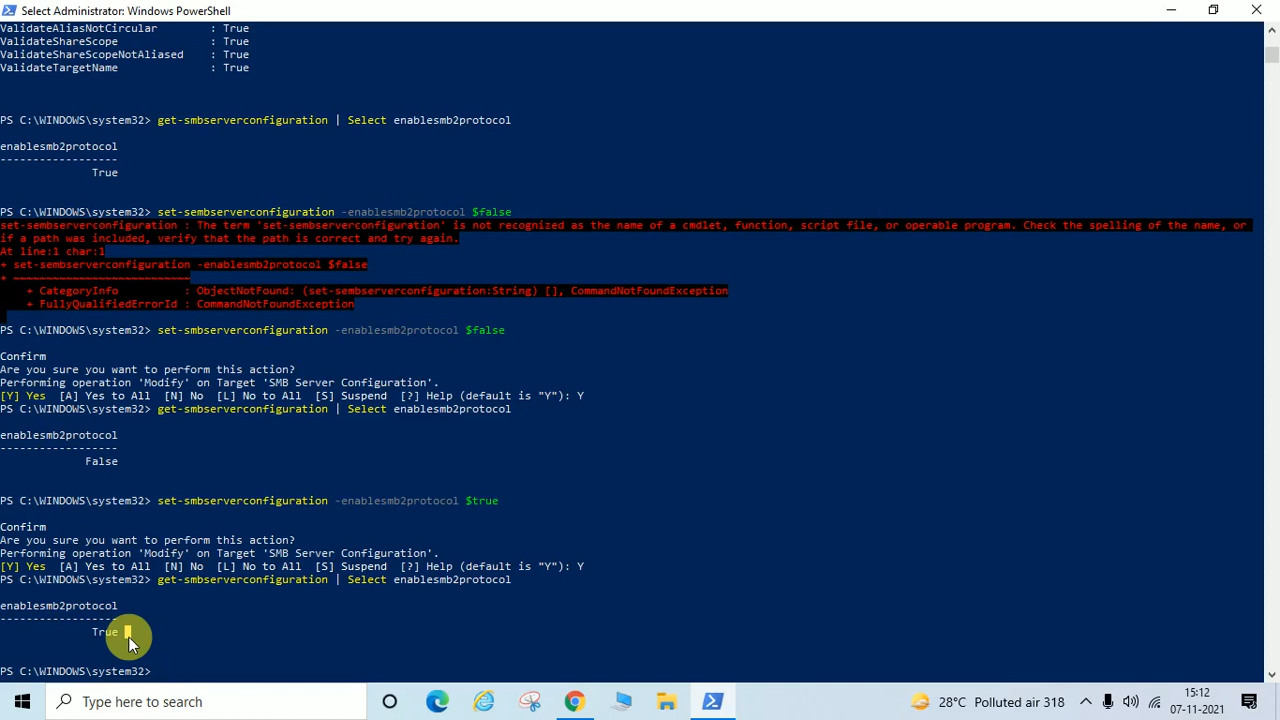 Select Administrator: Windows PowerShell
ValidateAliasNotCircular : True
ValidateShareScope : True
ValidateShareScopeNotAliased : True
ValidateTargetName : True
PS C:\WINDOWS\system32> get-smbserverconfiguration | Select enablesmb2protocol
enablesmb2protocol
------------------
True
PS C:\WINDOWS\system32> set-sembserverconfiguration -enablesmb2protocol $false
set-sembserverconfiguration : The term 'set-sembserverconfiguration' is not recognized as the name of a cmdlet, function, script file, or operable program. Check the spelling of the name, or
if a path was included, verify that the path is correct and try again.
At line:1 char:1
+ set-sembserverconfiguration -enablesmb2protocol $false
+ ~~~~~~~~~~~~~~~~~~~~~~~~~~~
+ CategoryInfo : ObjectNotFound: (set-sembserverconfiguration:String) [], CommandNotFoundException
+ FullyQualifiedErrorId : CommandNotFoundException
PS C:\WINDOWS\system32> set-smbserverconfiguration -enablesmb2protocol $false
Confirm
Are you sure you want to perform this action?
Performing operation 'Modify' on Target 'SMB Server Configuration'.
[Y] Yes [A] Yes to All [N] No [L] No to All [S] Suspend [?] Help (default is "Y"): Y
PS C:\WINDOWS\system32> get-smbserverconfiguration | Select enablesmb2protocol
enablesmb2protocol
------------------
False
PS C:\WINDOWS\system32> set-smbserverconfiguration -enablesmb2protocol $true
Confirm
Are you sure you want to perform this action?
Performing operation 'Modify' on Target 'SMB Server Configuration'.
[Y] Yes [A] Yes to All [N] No [L] No to All [S] Suspend [?] Help (default is "Y"): Y
PS C:\WINDOWS\system32> get-smbserverconfiguration | Select enablesmb2protocol
enablesmb2protocol
------------------
True
PS C:\WINDOWS\system32>
Type here to search
28°C Polluted air 318
15:12
07-11-2021